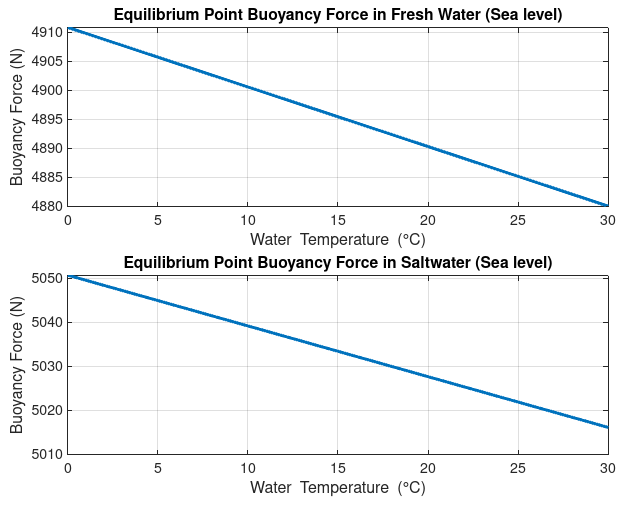 Equilibrium Point Buoyancy Force in Fresh Water (Sea level)
4910
4905
4900
4895
4890
4885
4880
Buoyancy Force (N)
0 5 10 15 20 25 30
Water Temperature (°C)
Equilibrium Point Buoyancy Force in Saltwater (Sea level)
5050
5040
5030
5020
5010
Buoyancy Force (N)
0 5 10 15 20 25 30
Water Temperature (°C)